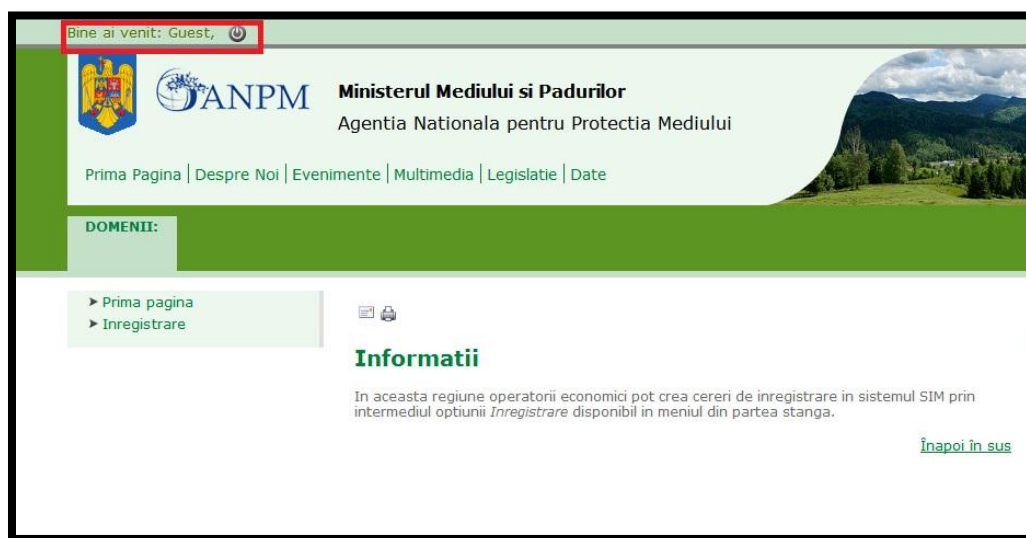 Bine ai venit: Guest,
ANPM
Ministerul Mediului si Padurilor
Agentia Nationala pentru Protectia Mediului
Prima Pagina | Despre Noi | Evenimente | Multimedia | Legislatie | Date
DOMENII:
Prima pagina
Inregistrare
Informatii
In aceasta regiune operatorii economici pot crea cereri de inregistrare in sistemul SIM prin
intermediul optiunii Inregistrare disponibil in meniul din partea stanga.
Înapoi în sus